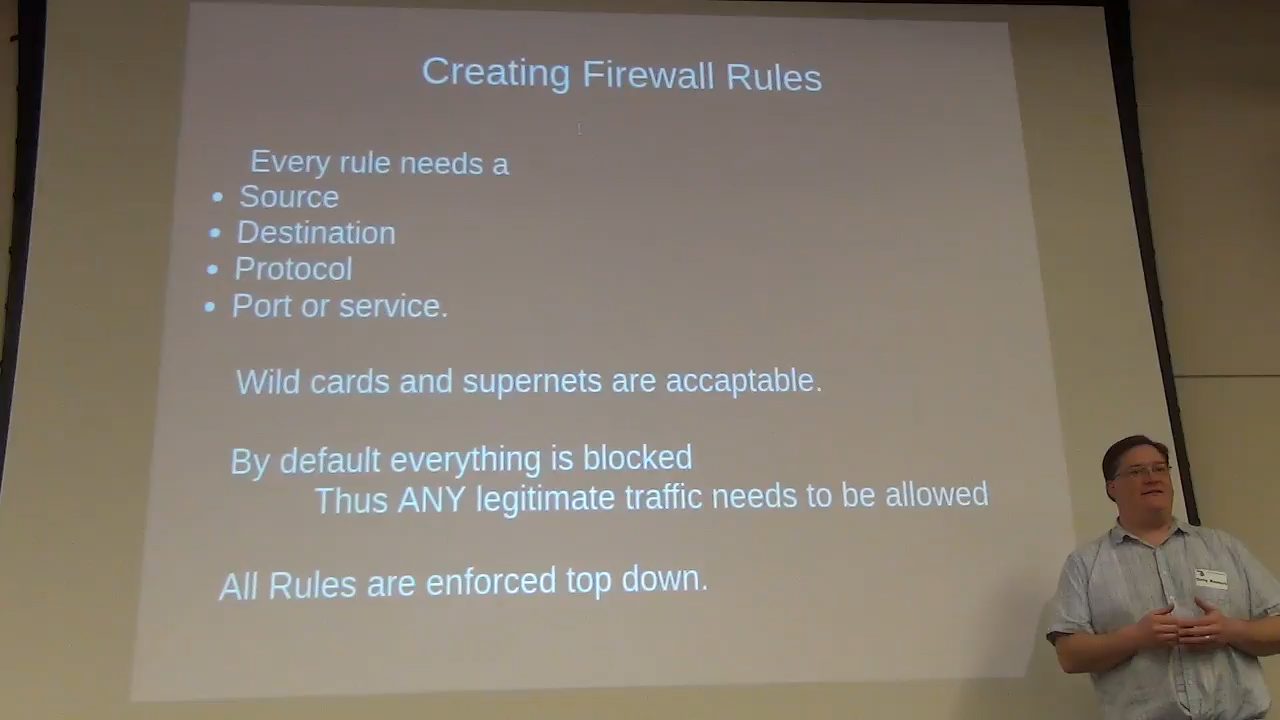 Creating Firewall Rules
Every rule needs a
• Source
• Destination
• Protocol
• Port or service.
Wild cards and supernets are accaptable.
By default everything is blocked
Thus ANY legitimate traffic needs to be allowed
All Rules are enforced top down.